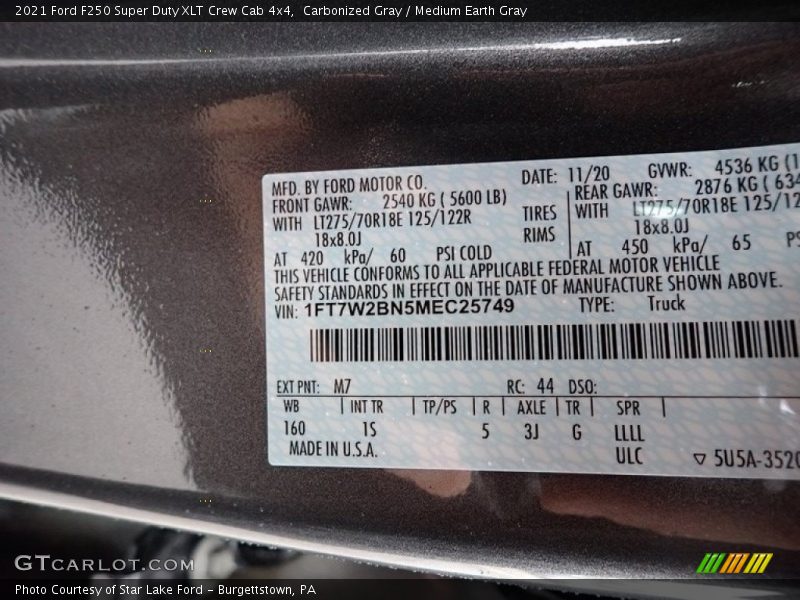 2021 Ford F250 Super Duty XLT Crew Cab 4x4, Carbonized Gray / Medium Earth Gray
MFD. BY FORD MOTOR CO. DATE: 11/20 GVWR: 4536 KG
FRONT GAWR: 2540 KG ( 5600 LB) REAR GAWR: 2876 KG
WITH LT275/70R18E 125/122R TIRES WITH LT275/70R18E
18x8.0J RIMS 18x8.0J
AT 420 kPa/ 60 PSI COLD AT 450 kPa/ 65
THIS VEHICLE CONFORMS TO ALL APPLICABLE FEDERAL MOTOR VEHICLE
SAFETY STANDARDS IN EFFECT ON THE DATE OF MANUFACTURE SHOWN ABOVE.
VIN: 1FT7W2BN5MEC25749 TYPE: Truck
EXT PNT: M7 RC: 44 DSO:
WB INT TR TP/PS R AXLE TR SPR
160 1S 5 3J G LLLL
MADE IN U.S.A. ULC 5U5A-3520
GTCARLOT.COM
Photo Courtesy of Star Lake Ford - Burgettstown, PA